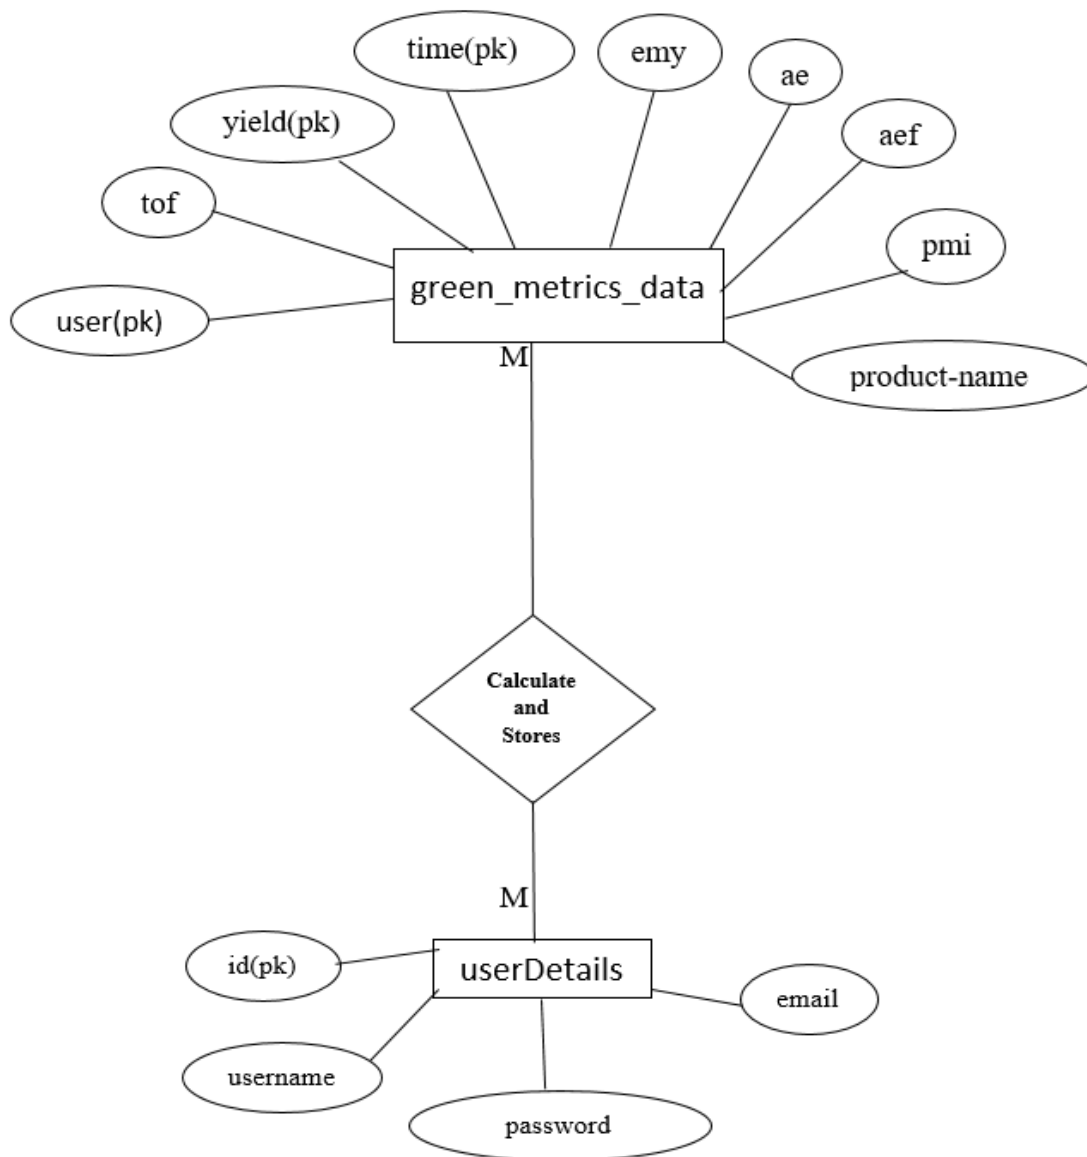 time(pk)
emy
ae
yield(pk)
aef
tof
pmi
green_metrics_data
user(pk)
M
product-name
Calculate
and
Stores
M
id(pk)
userDetails
email
username
password